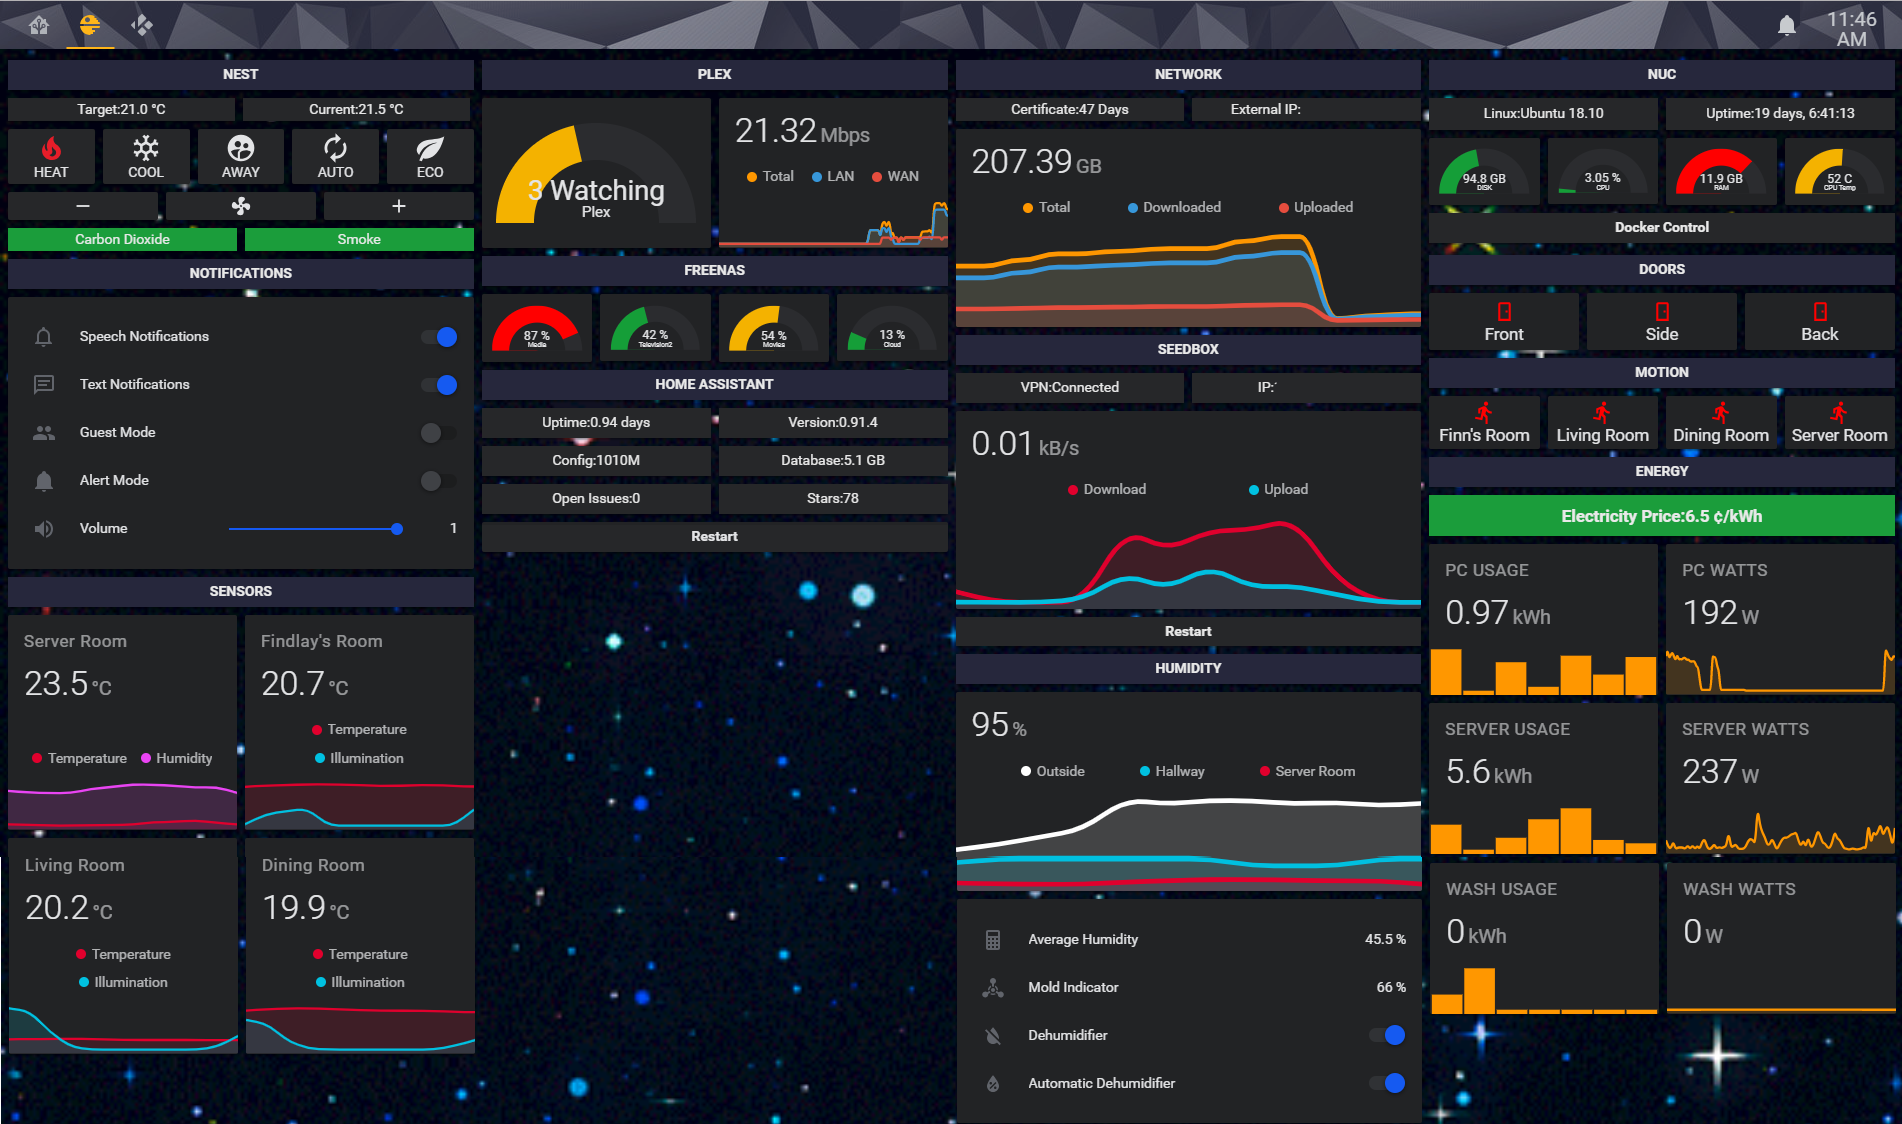 11:46
AM
NEST
Target:21.0 °C
Current:21.5 °C
HEAT
COOL
AWAY
AUTO
ECO
Carbon Dioxide
Smoke
NOTIFICATIONS
Speech Notifications
Text Notifications
Guest Mode
Alert Mode
Volume
1
SENSORS
Server Room
23.5 °C
Temperature
Humidity
Findlay's Room
20.7 °C
Temperature
Illumination
Living Room
20.2 °C
Temperature
Illumination
Dining Room
19.9 °C
Temperature
Illumination
PLEX
3 Watching
Plex
21.32 Mbps
Total
LAN
WAN
FREENAS
87 %
Media
42 %
Television2
54 %
Movies
13 %
Cloud
HOME ASSISTANT
Uptime:0.94 days
Version:0.91.4
Config:1010M
Database:5.1 GB
Open Issues:0
Stars:78
Restart
NETWORK
Certificate:47 Days
External IP:
207.39 GB
Total
Downloaded
Uploaded
SEEDBOX
VPN:Connected
IP:
0.01 kB/s
Download
Upload
Restart
HUMIDITY
95 %
Outside
Hallway
Server Room
Average Humidity
45.5 %
Mold Indicator
66 %
Dehumidifier
Automatic Dehumidifier
NUC
Linux:Ubuntu 18.10
Uptime:19 days, 6:41:13
94.8 GB
DISK
3.05 %
CPU
11.9 GB
RAM
52 C
CPU Temp
Docker Control
DOORS
Front
Side
Back
MOTION
Finn's Room
Living Room
Dining Room
Server Room
ENERGY
Electricity Price:6.5 ¢/kWh
PC USAGE
0.97 kWh
PC WATTS
192 W
SERVER USAGE
5.6 kWh
SERVER WATTS
237 W
WASH USAGE
0 kWh
WASH WATTS
0 W